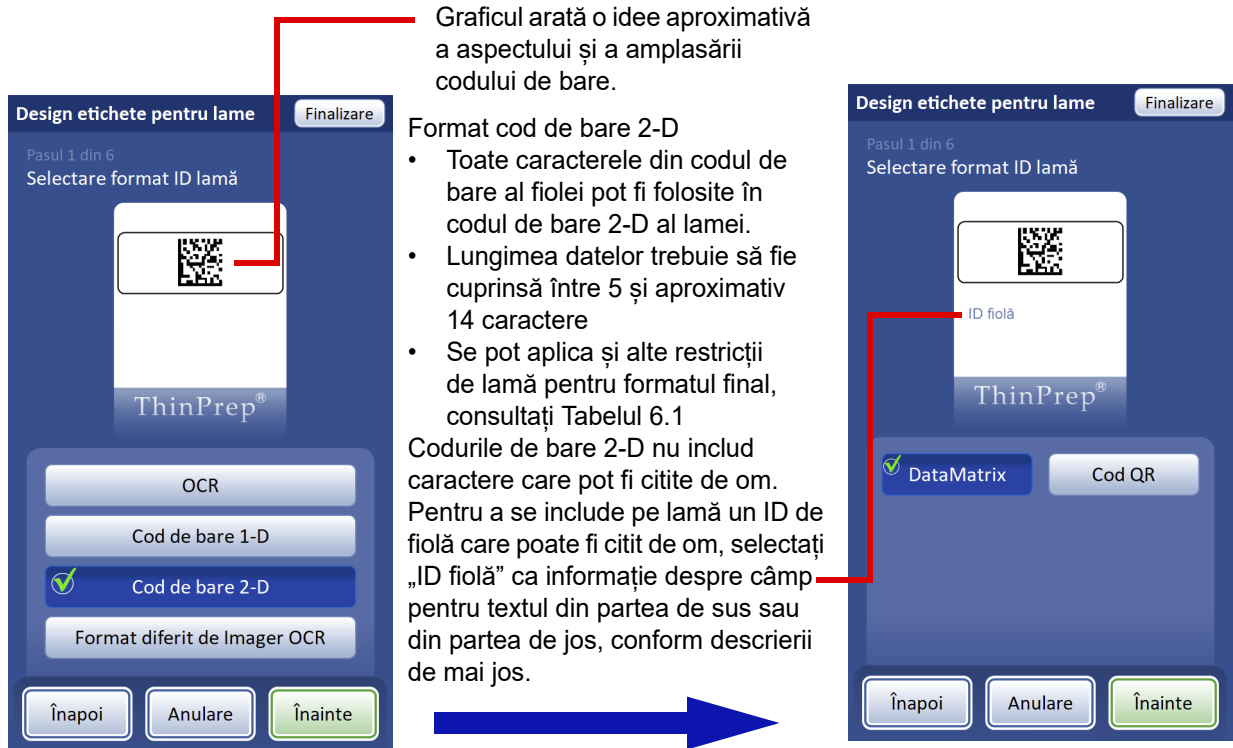 Graficul arată o idee aproximativă
a aspectului și a amplasării
codului de bare.
Design etichete pentru lame
Finalizare
Pasul 1 din 6
Selectare format ID lamă
ThinPrep®
OCR
Cod de bare 1-D
Cod de bare 2-D
Format diferit de Imager OCR
Înapoi
Anulare
Înainte
Format cod de bare 2-D
• Toate caracterele din codul de
bare al fiolei pot fi folosite în
codul de bare 2-D al lamei.
• Lungimea datelor trebuie să fie
cuprinsă între 5 și aproximativ
14 caractere
• Se pot aplica și alte restricții
de lamă pentru formatul final,
consultați Tabelul 6.1
Codurile de bare 2-D nu includ
caractere care pot fi citite de om.
Pentru a se include pe lamă un ID de
fiolă care poate fi citit de om, selectați
„ID fiolă” ca informație despre câmp
pentru textul din partea de sus sau
din partea de jos, conform descrierii
de mai jos.
Design etichete pentru lame
Finalizare
Pasul 1 din 6
Selectare format ID lamă
ID fiolă
ThinPrep®
DataMatrix
Cod QR
Înapoi
Anulare
Înainte